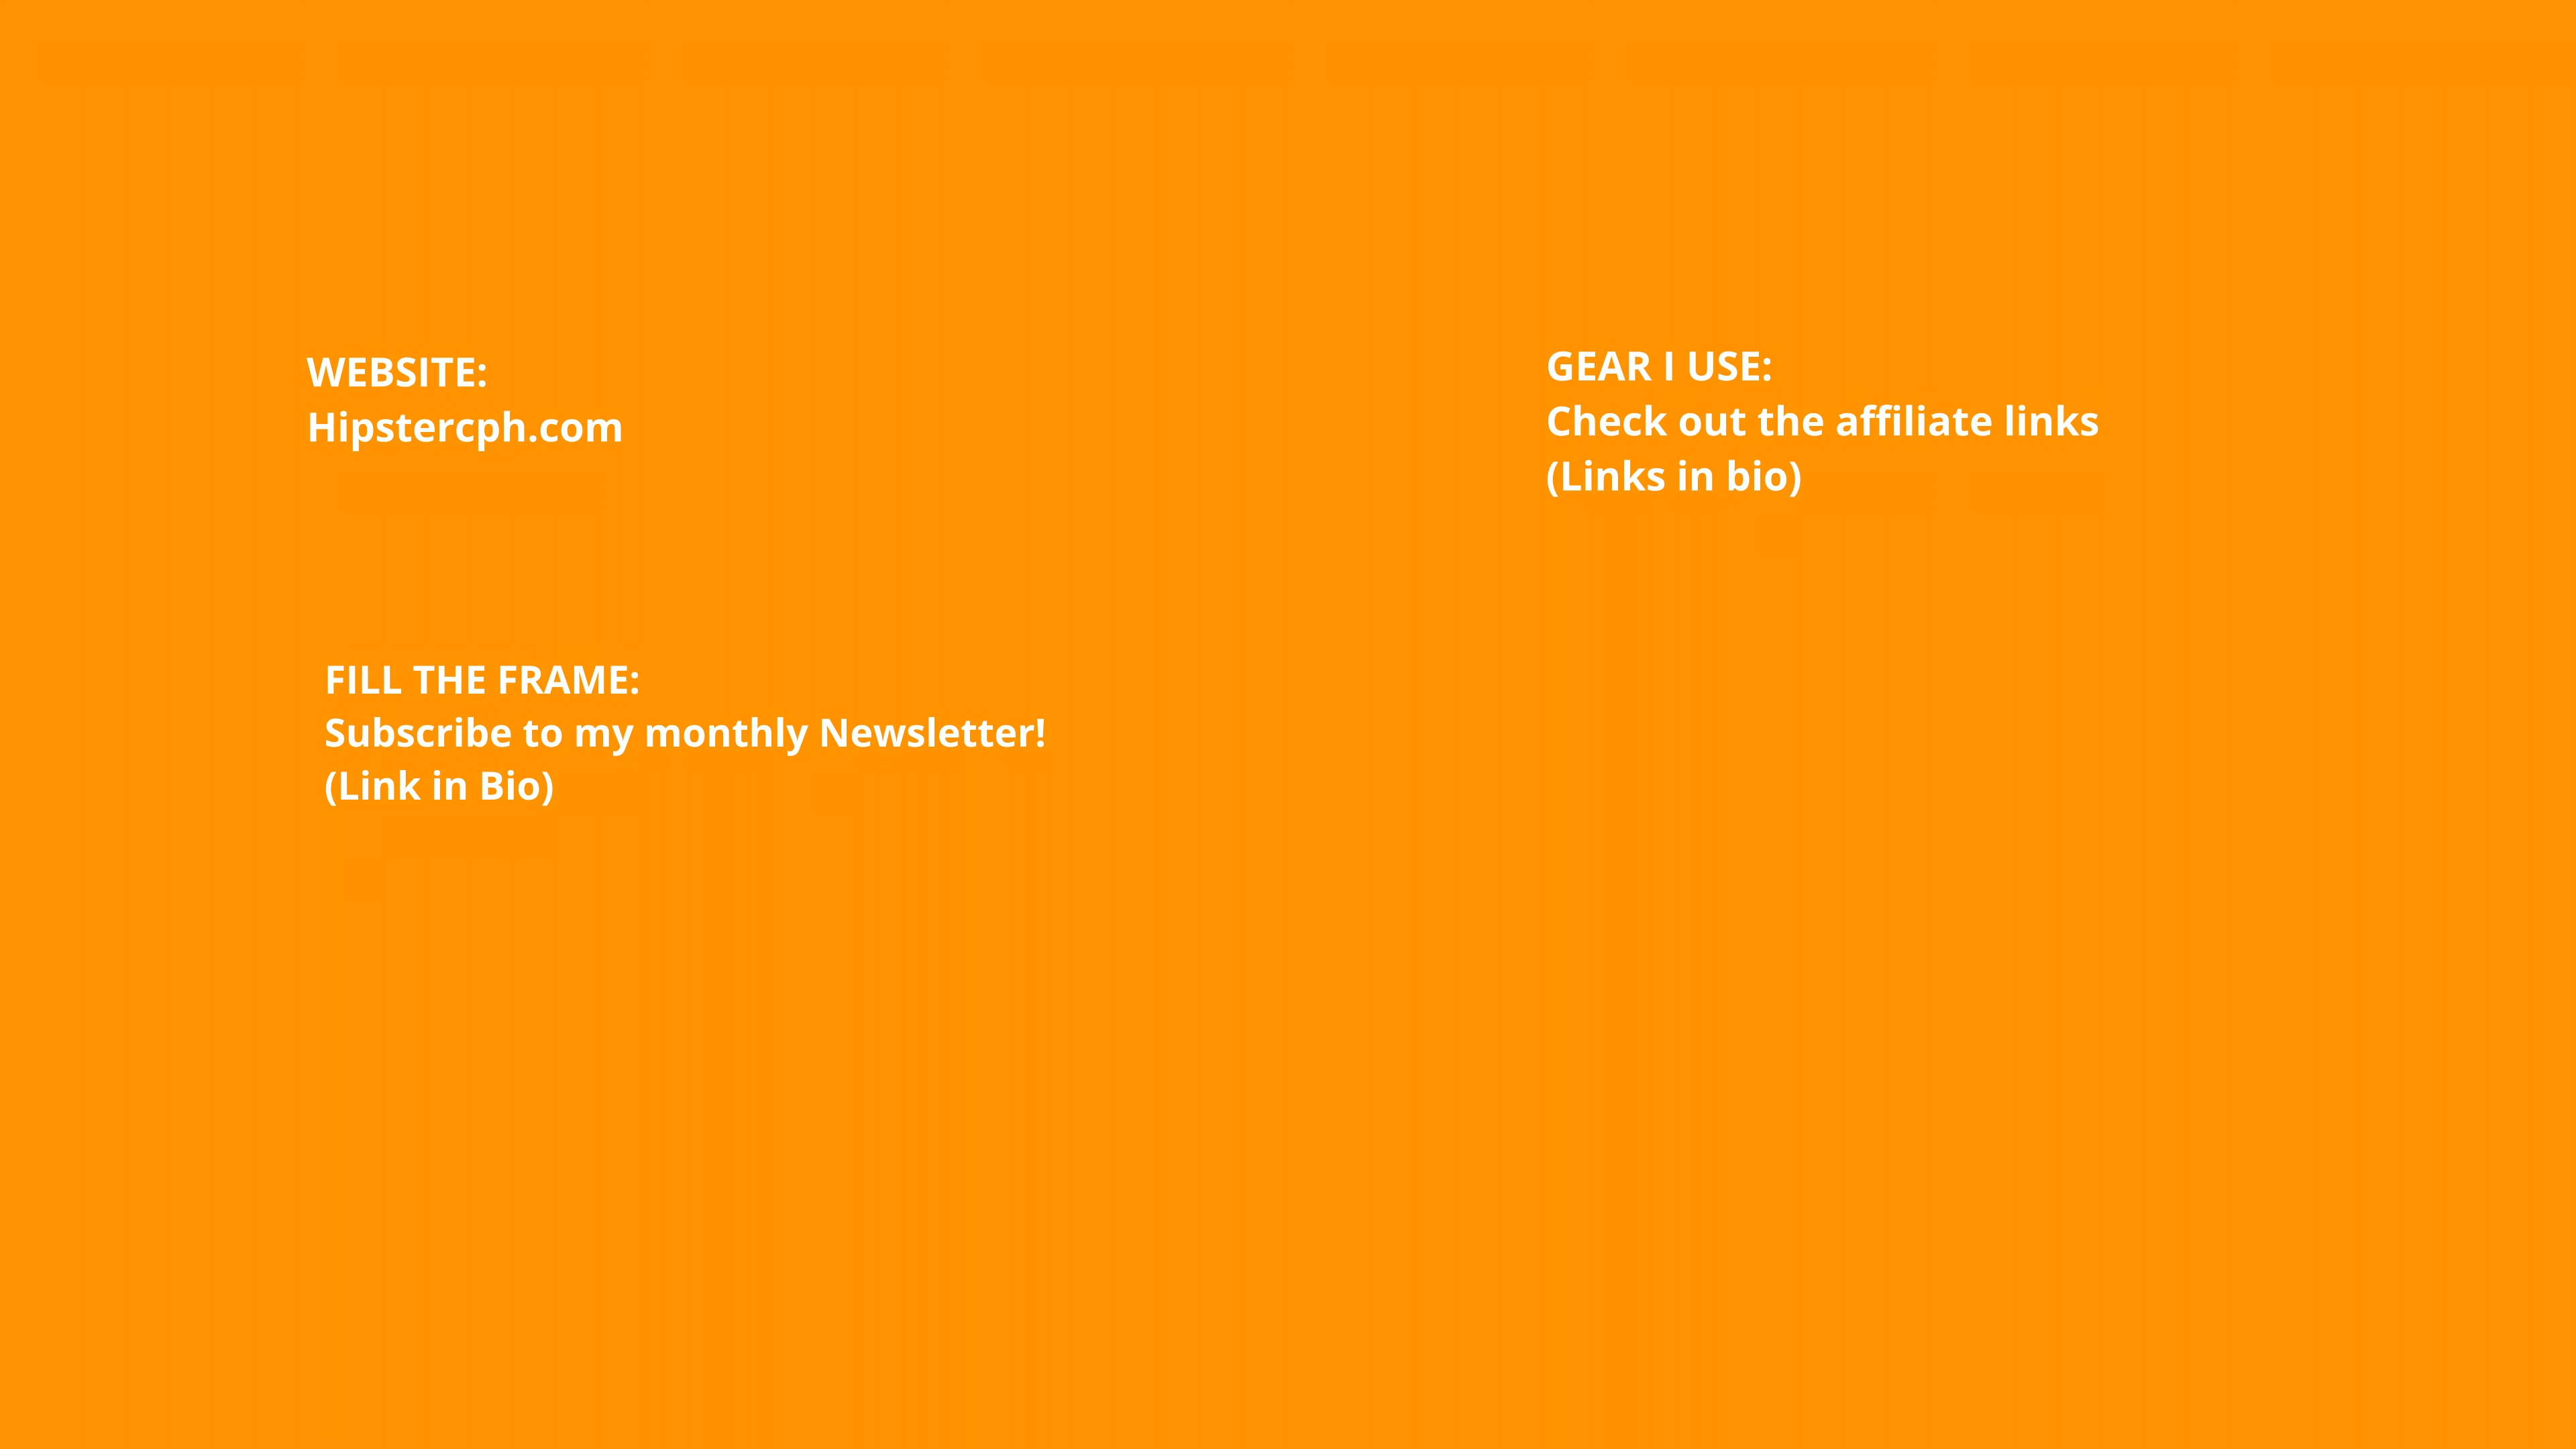 WEBSITE:
Hipstercph.com
GEAR I USE:
Check out the affiliate links
(Links in bio)
FILL THE FRAME:
Subscribe to my monthly Newsletter!
(Link in Bio)